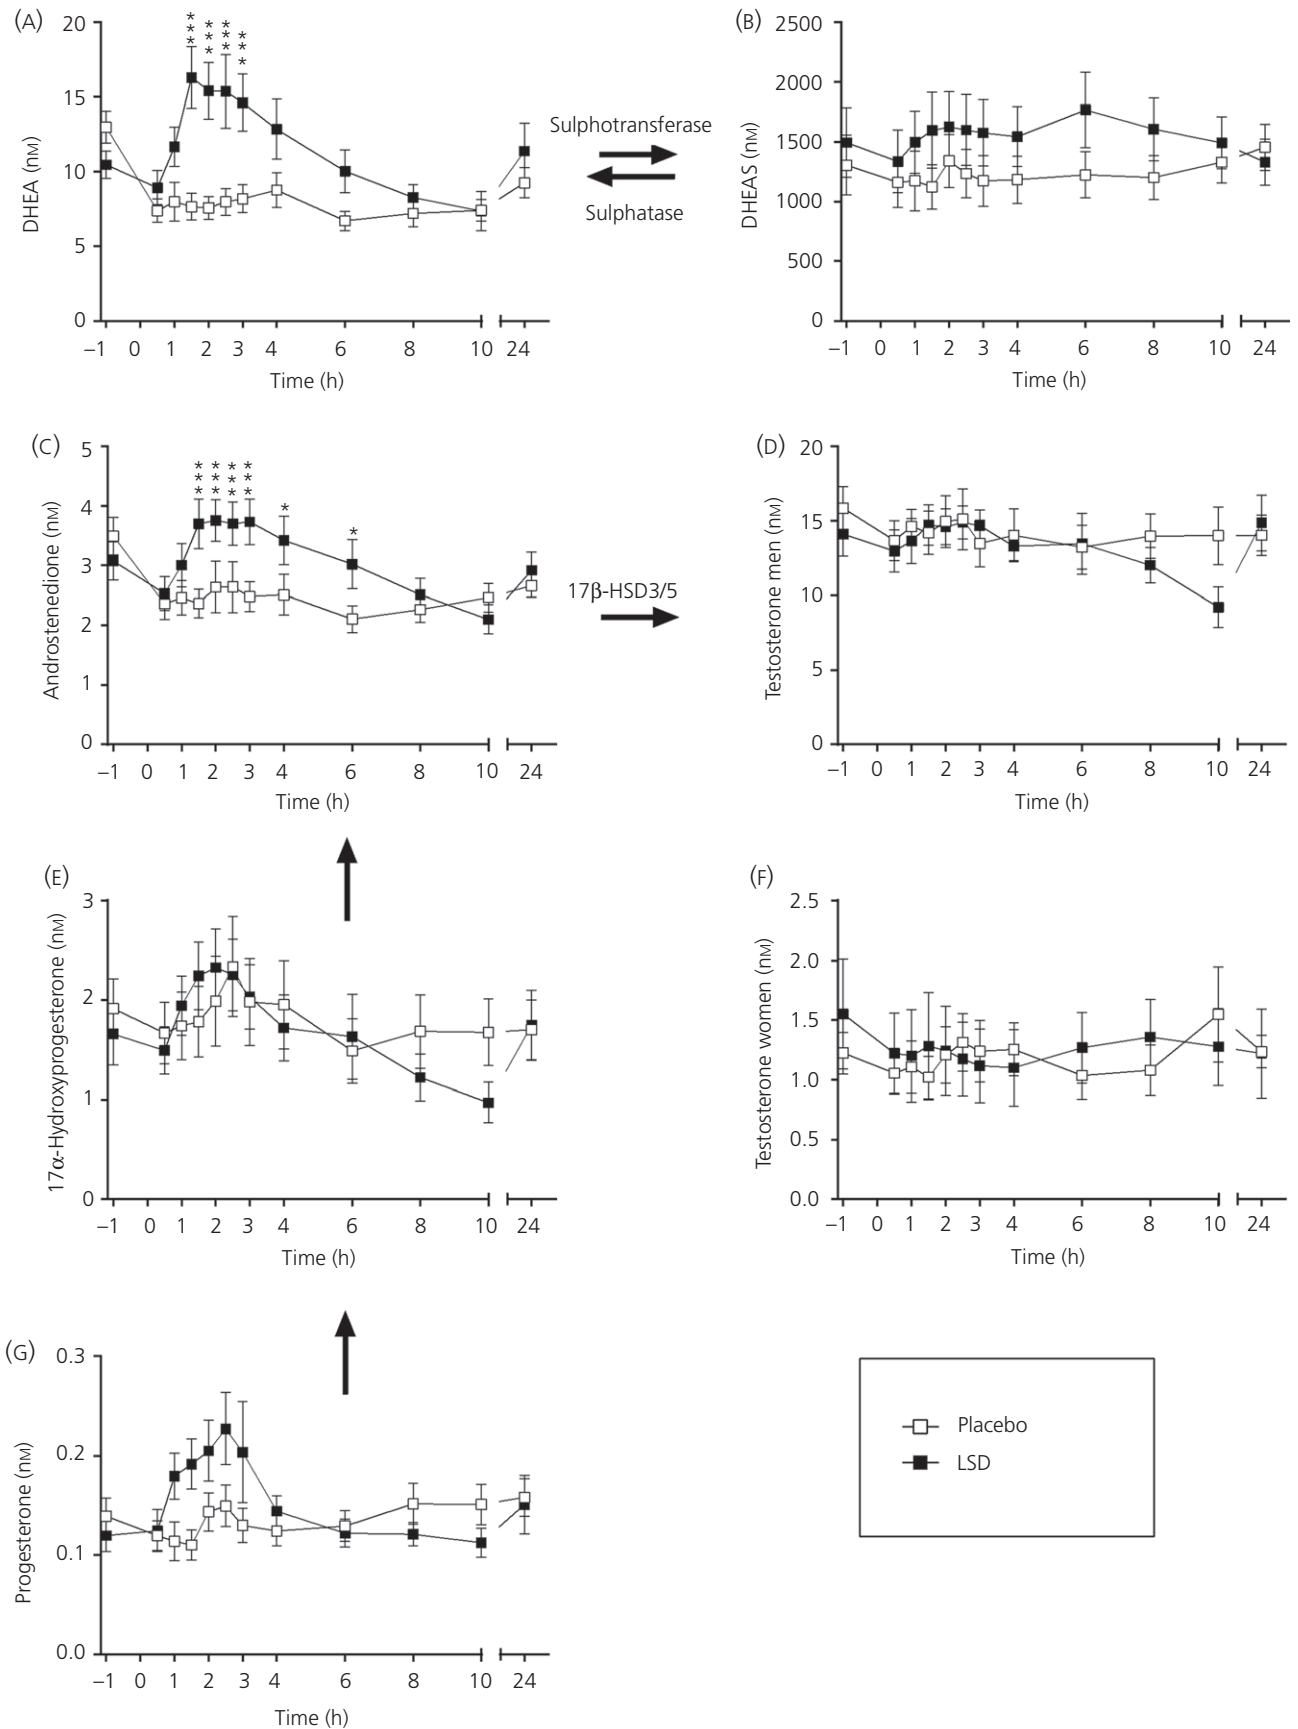 (A)
20
15
10
5
0
DHEA (nM)
***
***
***
***
–1 0 1 2 3 4 6 8 10 24
Time (h)
Sulphotransferase
Sulphatase
(B)
2500
2000
1500
1000
500
0
DHEAS (nM)
–1 0 1 2 3 4 6 8 10 24
Time (h)
(C)
5
4
3
2
1
0
Androstenedione (nM)
***
***
***
***
*
*
–1 0 1 2 3 4 6 8 10 24
Time (h)
17β-HSD3/5
(D)
20
15
10
5
0
Testosterone men (nM)
–1 0 1 2 3 4 6 8 10 24
Time (h)
(E)
3
2
1
0
17α-Hydroxyprogesterone (nM)
–1 0 1 2 3 4 6 8 10 24
Time (h)
(F)
2.5
2.0
1.5
1.0
0.5
0.0
Testosterone women (nM)
–1 0 1 2 3 4 6 8 10 24
Time (h)
(G)
0.3
0.2
0.1
0.0
Progesterone (nM)
–1 0 1 2 3 4 6 8 10 24
Time (h)
Placebo
LSD